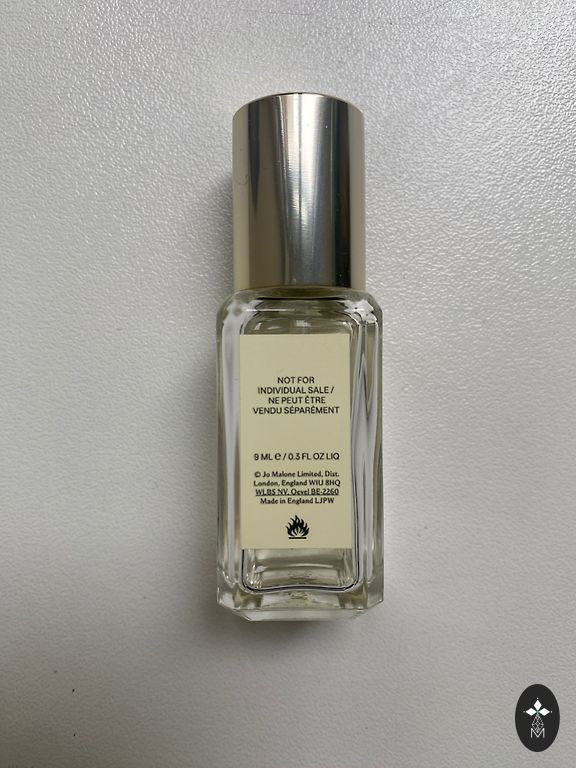 NOT FOR
INDIVIDUAL SALE /
NE PEUT ÊTRE
VENDU SÉPARÉMENT
9 ML ℮ / 0.3 FL OZ LIQ
© Jo Malone Limited, Dist.
London, England W1U 8HQ
WLBS NV. Oevel BE-2260
Made in England LJPW
M